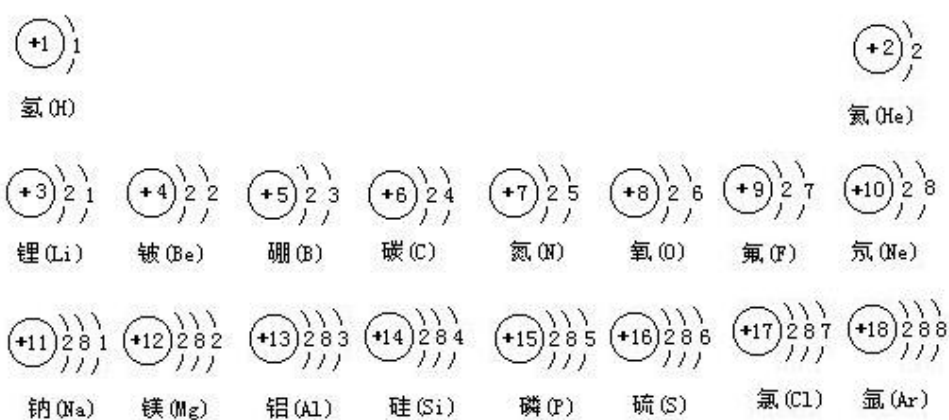 +1 1 +2 2
氢(H) 氦(He)
+3 2 1 +4 2 2 +5 2 3 +6 2 4 +7 2 5 +8 2 6 +9 2 7 +10 2 8
锂(Li) 铍(Be) 硼(B) 碳(C) 氮(N) 氧(O) 氟(F) 氖(Ne)
+11 2 8 1 +12 2 8 2 +13 2 8 3 +14 2 8 4 +15 2 8 5 +16 2 8 6 +17 2 8 7 +18 2 8 8
钠(Na) 镁(Mg) 铝(Al) 硅(Si) 磷(P) 硫(S) 氯(Cl) 氩(Ar)